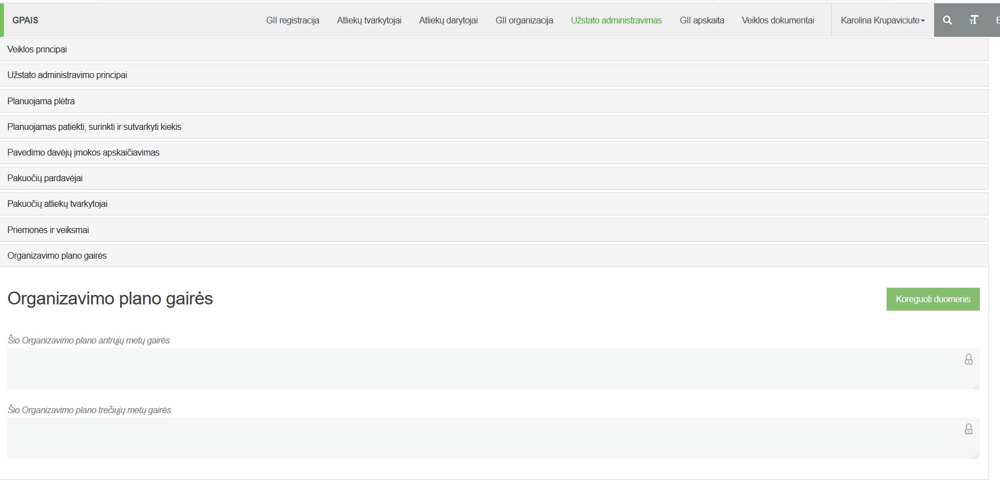 GPAIS
GII registracija
Atliekų tvarkytojai
Atliekų darytojai
GII organizacija
Užstato administravimas
GII apskaita
Veiklos dokumentai
Karolina Krupaviciute
Veiklos principai
Užstato administravimo principai
Planuojama plėtra
Planuojamas patiekti, surinkti ir sutvarkyti kiekis
Pavedimo davėjų įmokos apskaičiavimas
Pakuočių pardavėjai
Pakuočių atliekų tvarkytojai
Priemonės ir veiksmai
Organizavimo plano gairės
Organizavimo plano gairės
Koreguoti duomenis
Šio Organizavimo plano antrųjų metų gairės
Šio Organizavimo plano trečiųjų metų gairės